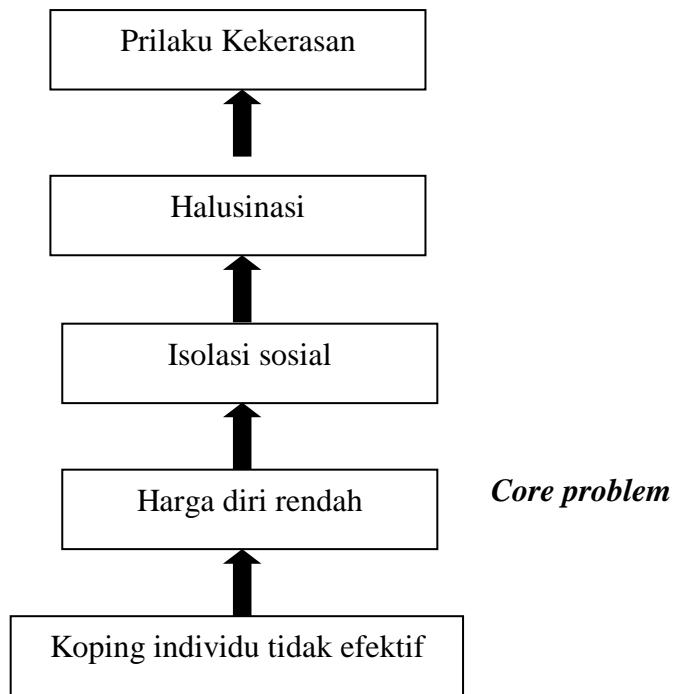 Prilaku Kekerasan
Halusinasi
Isolasi sosial
Harga diri rendah
Core problem
Koping individu tidak efektif